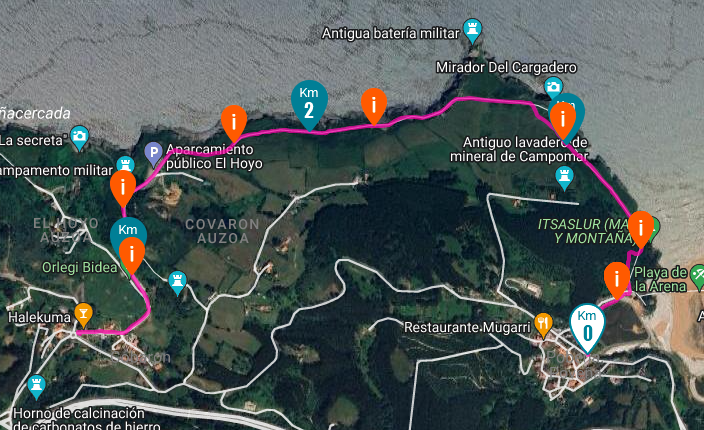 Antigua batería militar
Mirador Del Cargadero
Km
2
i
i
i
ñacercada
La secreta"
P
Aparcamiento
público El Hoyo
Antiguo lavadero de
mineral de Campomar
ampamento militar
i
EL HOYO
AUZOA
COVARON
AUZOA
ITSASLUR (MA
Y MONTAÑA)
i
Km
i
Orlegi Bidea
i
Playa de
la Arena
Halekuma
Restaurante Mugarri
Km
0
A
Horno de calcinación
de carbonatos de hierro